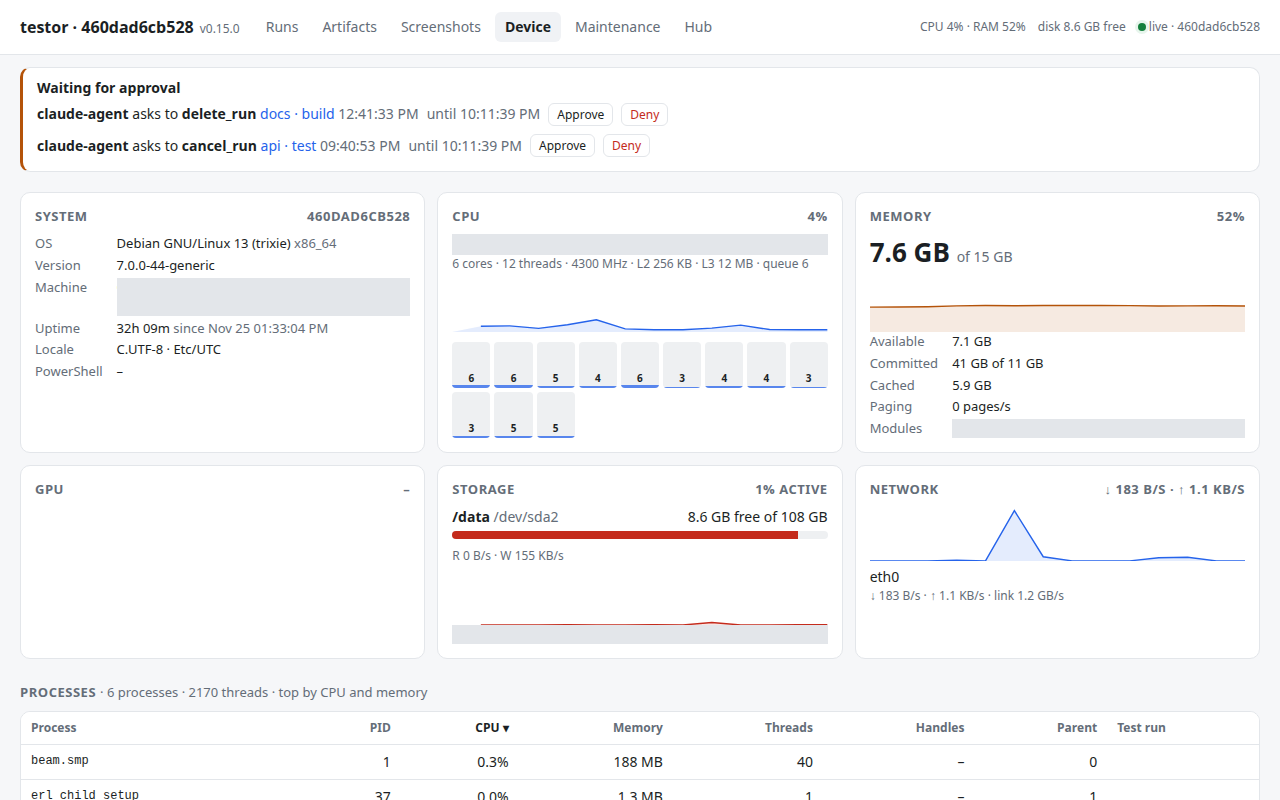 testor · 460dad6cb528 v0.15.0 Runs Artifacts Screenshots Device Maintenance Hub CPU 4% · RAM 52% disk 8.6 GB free live · 460dad6cb528
Waiting for approval
claude-agent asks to delete_run docs · build 12:41:33 PM until 10:11:39 PM Approve Deny
claude-agent asks to cancel_run api · test 09:40:53 PM until 10:11:39 PM Approve Deny
SYSTEM 460DAD6CB528
OS Debian GNU/Linux 13 (trixie) x86_64
Version 7.0.0-44-generic
Machine
Uptime 32h 09m since Nov 25 01:33:04 PM
Locale C.UTF-8 · Etc/UTC
PowerShell –
CPU 4%
6 cores · 12 threads · 4300 MHz · L2 256 KB · L3 12 MB · queue 6
6 6 5 4 6 3 4 4 3
3 5 5
MEMORY 52%
7.6 GB of 15 GB
Available 7.1 GB
Committed 41 GB of 11 GB
Cached 5.9 GB
Paging 0 pages/s
Modules
GPU –
STORAGE 1% ACTIVE
/data /dev/sda2 8.6 GB free of 108 GB
R 0 B/s · W 155 KB/s
NETWORK ↓ 183 B/S · ↑ 1.1 KB/S
eth0
↓ 183 B/s · ↑ 1.1 KB/s · link 1.2 GB/s
PROCESSES · 6 processes · 2170 threads · top by CPU and memory
Process PID CPU ▼ Memory Threads Handles Parent Test run
beam.smp 1 0.3% 188 MB 40 – 0
erl_child_setup 37 0.0% 1.3 MB 1 – 1